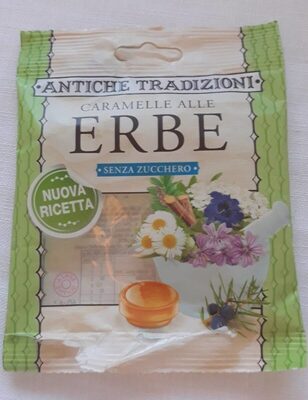 ANTICHE TRADIZIONI
CARAMELLE ALLE
ERBE
SENZA ZUCCHERO
NUOVA
RICETTA